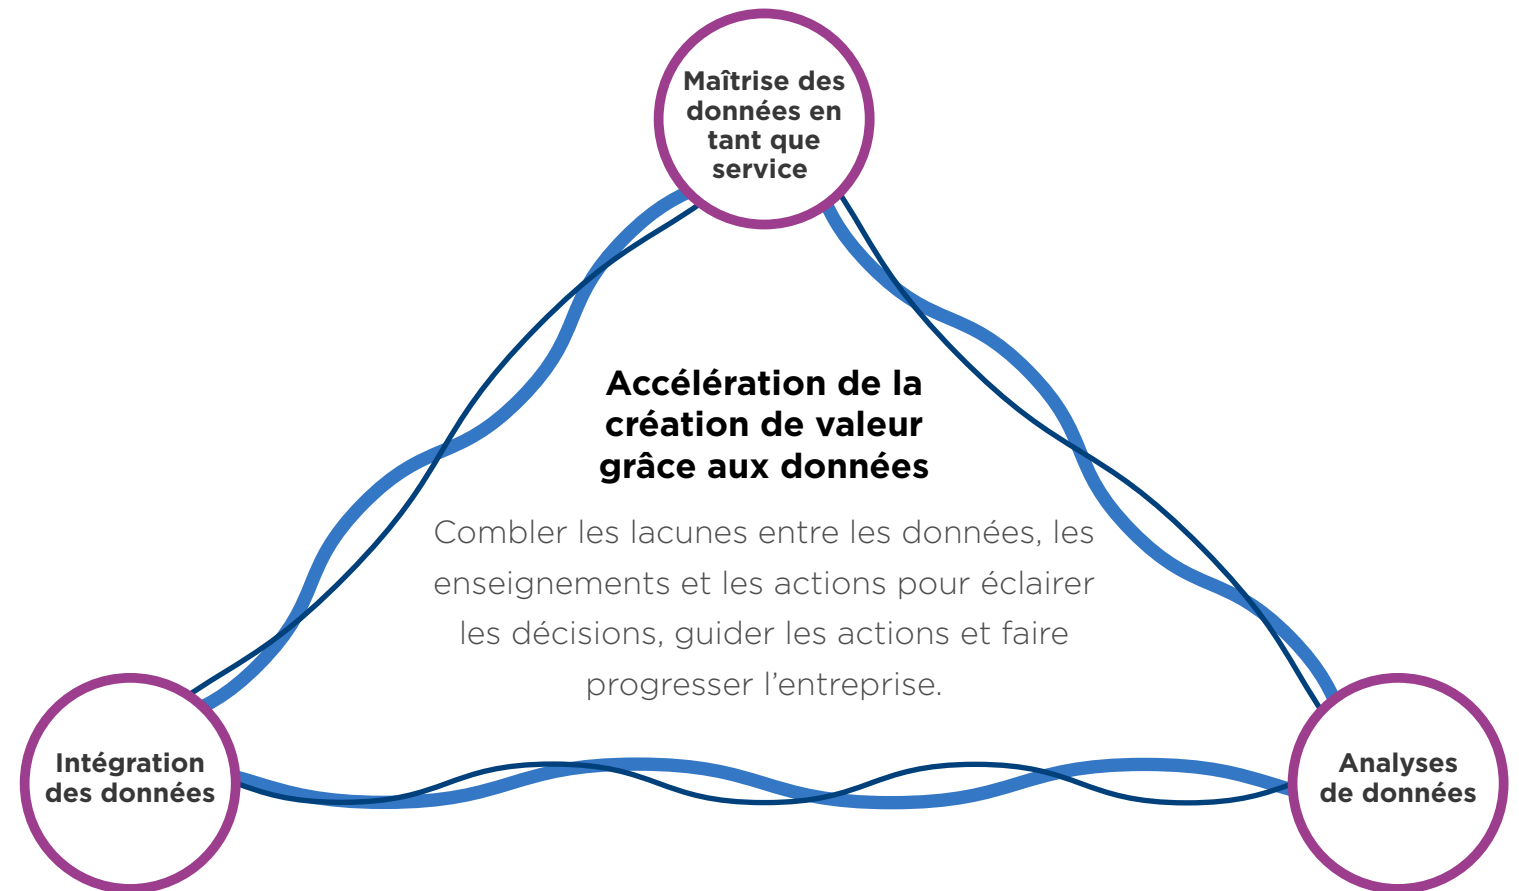 Maîtrise des
données en
tant que
service
Accélération de la
création de valeur
grâce aux données
Combler les lacunes entre les données, les
enseignements et les actions pour éclairer
les décisions, guider les actions et faire
progresser l’entreprise.
Intégration
des données
Analyses
de données